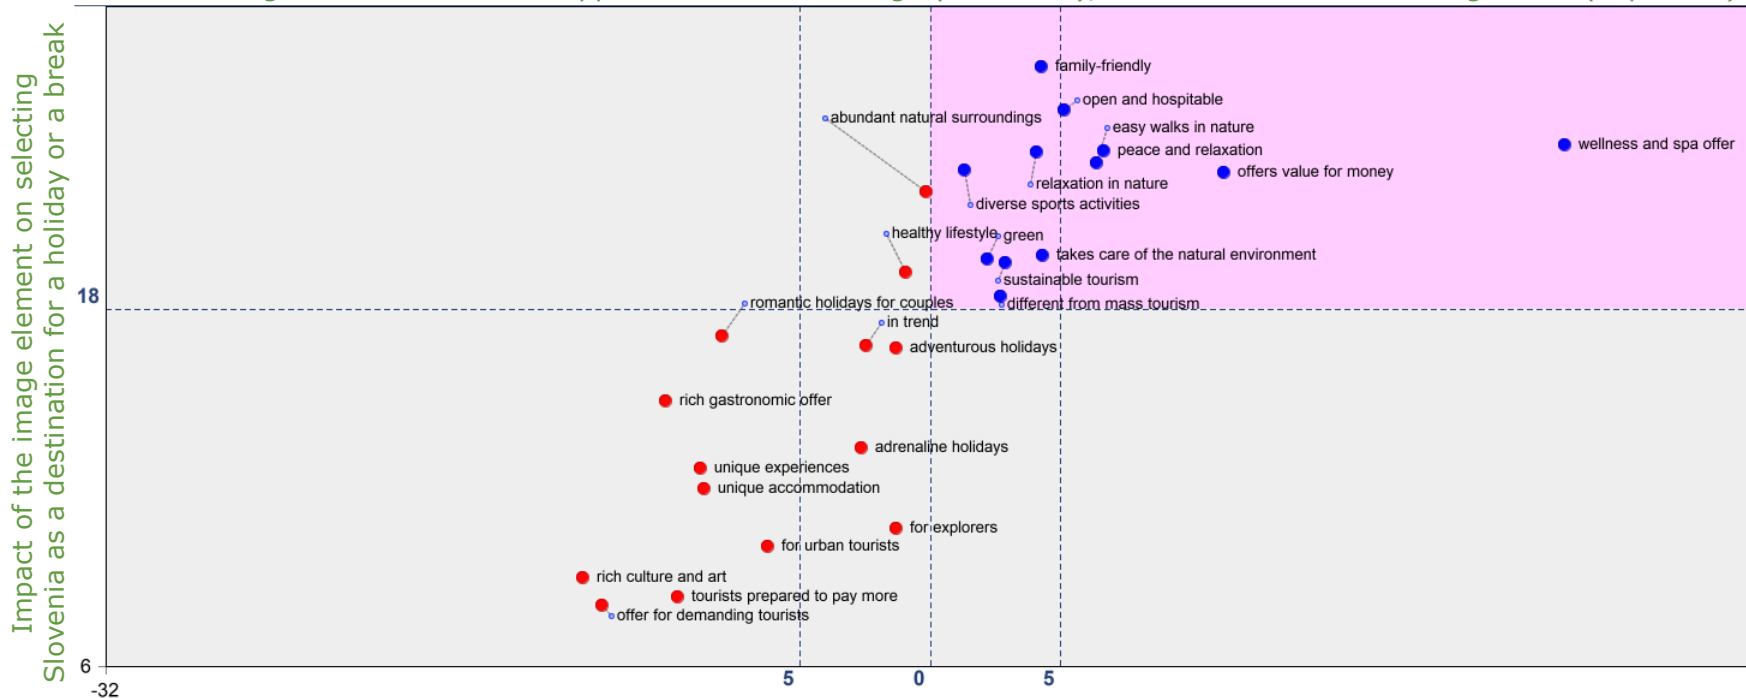 Impact of the image element on selecting
Slovenia as a destination for a holiday or a break
family-friendly
open and hospitable
abundant natural surroundings
easy walks in nature
wellness and spa offer
peace and relaxation
offers value for money
relaxation in nature
diverse sports activities
healthy lifestyle
green
takes care of the natural environment
sustainable tourism
18
romantic holidays for couples
different from mass tourism
in trend
adventurous holidays
rich gastronomic offer
adrenaline holidays
unique experiences
unique accommodation
for explorers
for urban tourists
rich culture and art
tourists prepared to pay more
offer for demanding tourists
6
-32
5
0
5